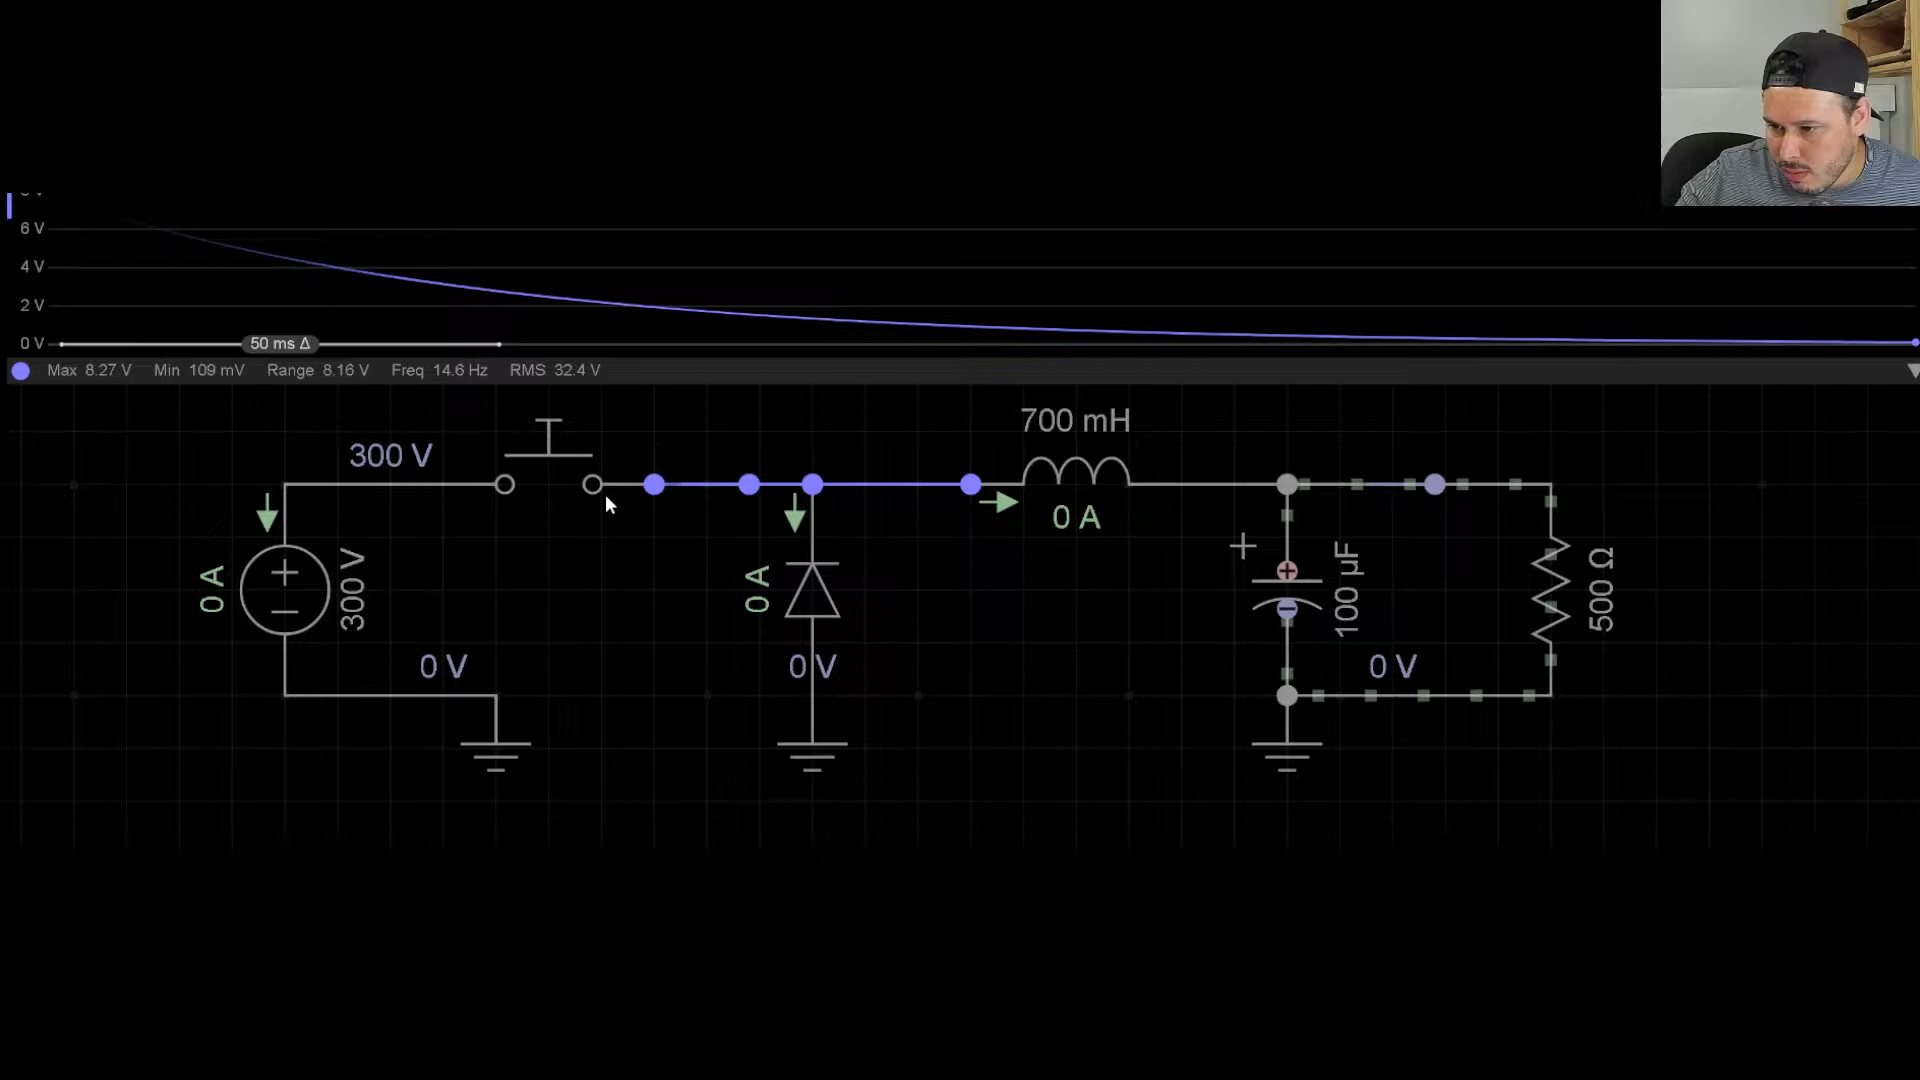 6 V
4 V
2 V
0 V
50 ms Δ
Max 8.27 V Min 109 mV Range 8.16 V Freq 14.6 Hz RMS 32.4 V
700 mH
300 V
0 A
0 A
300 V
0 A
100 µF
500 Ω
0 V
0 V
0 V